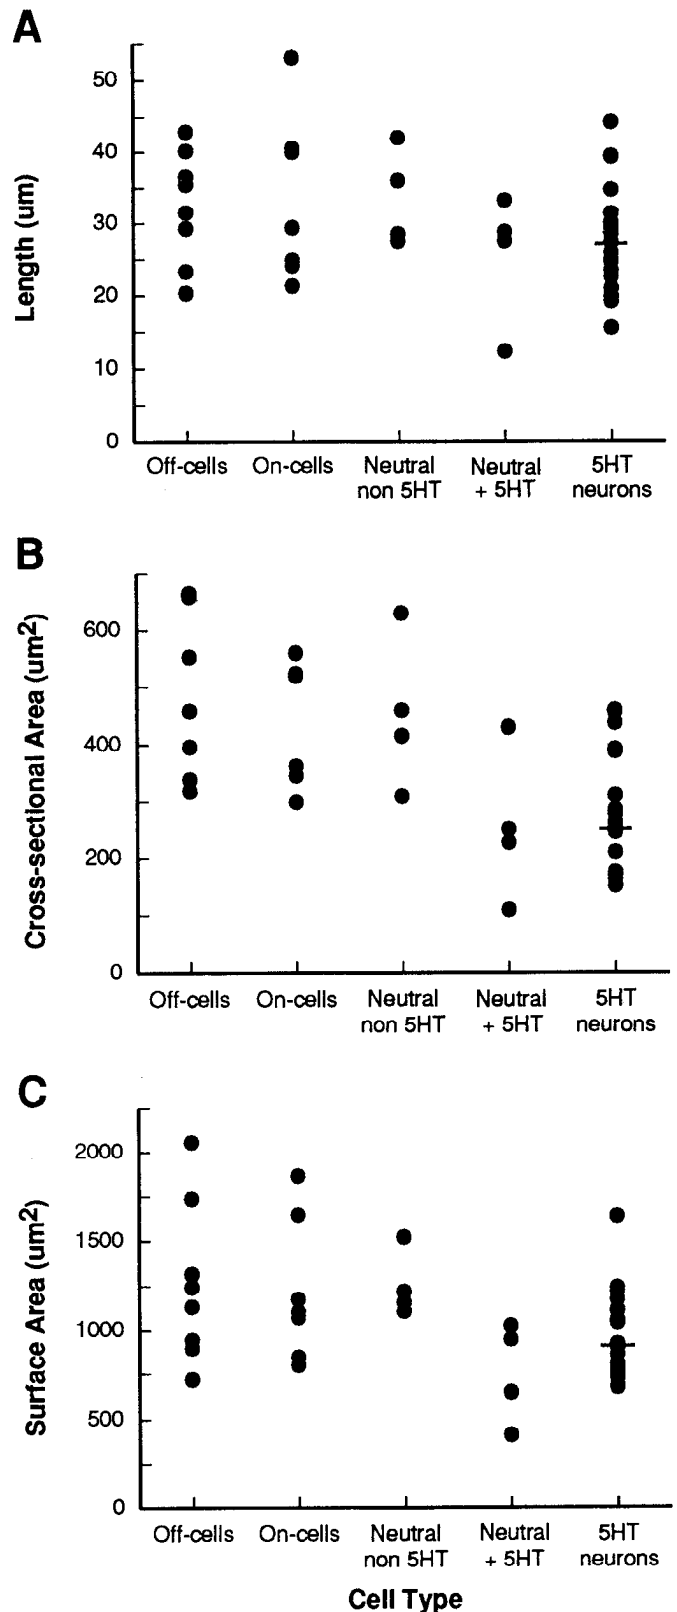 A
Length (um)
50
40
30
20
10
0
Off-cells On-cells Neutral Neutral 5HT
non 5HT + 5HT neurons
B
Cross-sectional Area (um2)
600
400
200
0
Off-cells On-cells Neutral Neutral 5HT
non 5HT + 5HT neurons
C
Surface Area (um2)
2000
1500
1000
500
0
Off-cells On-cells Neutral Neutral 5HT
non 5HT + 5HT neurons
Cell Type